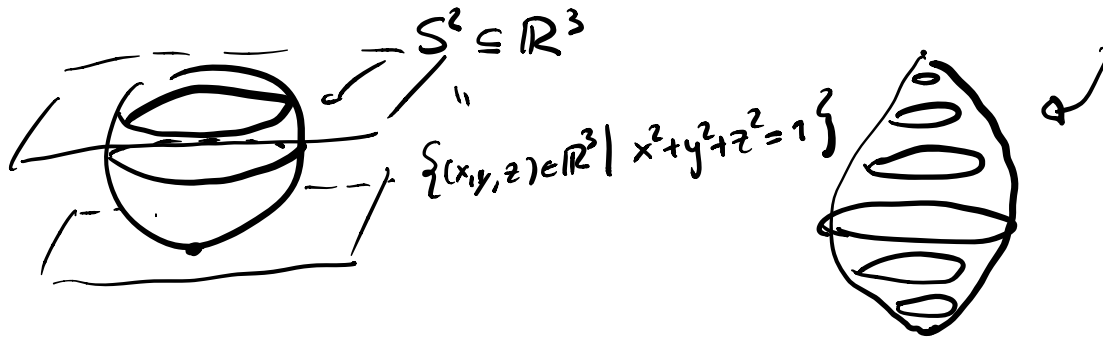 S² ⊆ ℝ³
"
{(x,y,z)∈ℝ³ | x²+y²+z²=1}